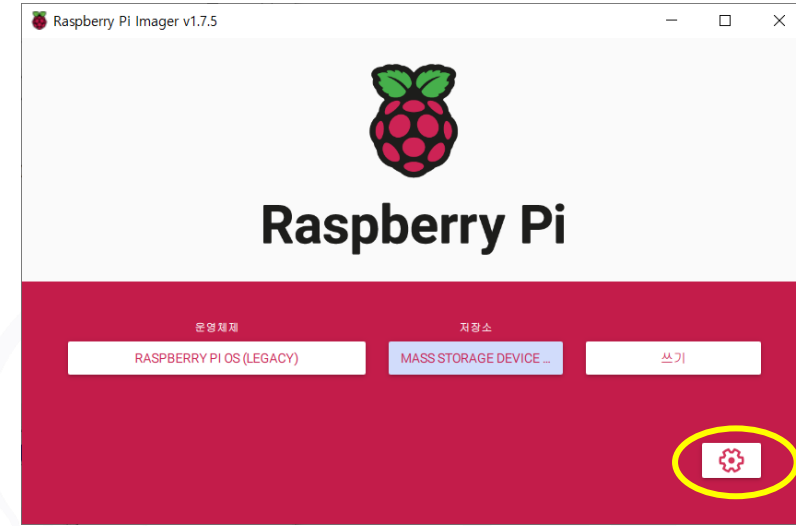 Raspberry Pi Imager v1.7.5
Raspberry Pi
운영체제 저장소
RASPBERRY PI OS (LEGACY) MASS STORAGE DEVICE ... 쓰기